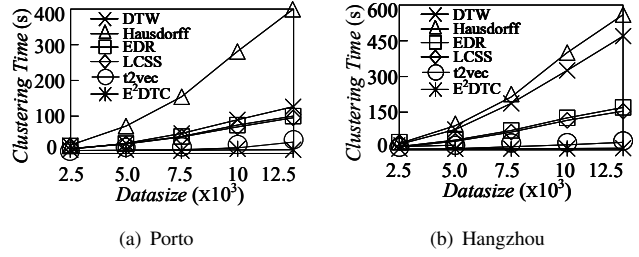 400
300
200
100
0
Clustering Time (s)
DTW
Hausdorff
EDR
LCSS
t2vec
E²DTC
2.5 5.0 7.5 10 12.5
Datasize (x10³)
(a) Porto
600
450
300
150
0
Clustering Time (s)
DTW
Hausdorff
EDR
LCSS
t2vec
E²DTC
2.5 5.0 7.5 10 12.5
Datasize (x10³)
(b) Hangzhou